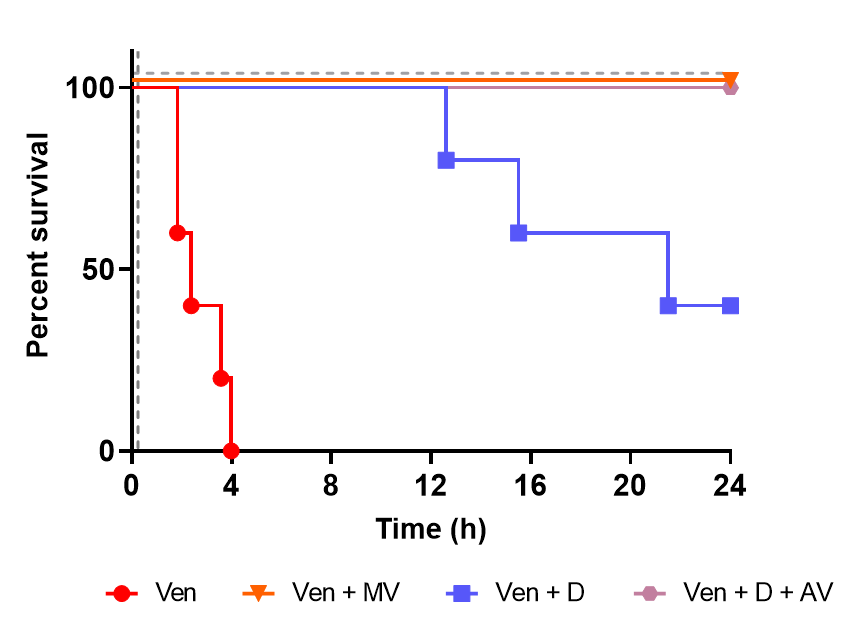 Percent survival
100
50
0
0 4 8 12 16 20 24
Time (h)
Ven Ven + MV Ven + D Ven + D + AV